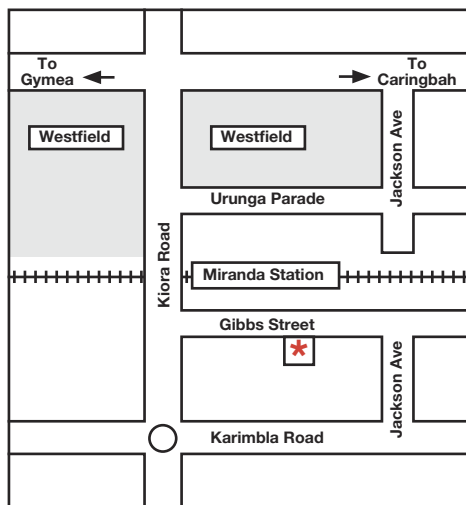 To
Gymea
To
Caringbah
Westfield
Westfield
Jackson Ave
Urunga Parade
Kiora Road
Miranda Station
Gibbs Street
*
Jackson Ave
Karimbla Road